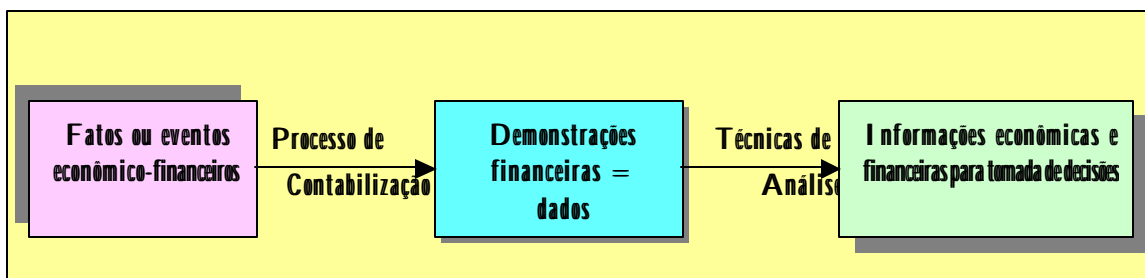 Fatos ou eventos
econômico-financeiros
Processo de
Contabilização
Demonstrações
financeiras =
dados
Técnicas de
Análise
Informações econômicas e
financeiras para tomada de decisões